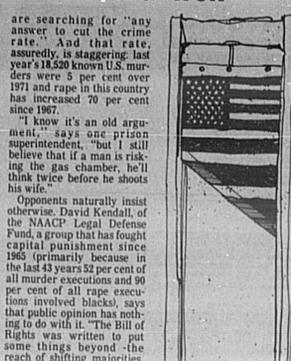 are searching for "any
answer to cut the crime
rate." And that rate,
assuredly, is staggering: last
year's 18,520 known U.S. mur-
ders were 5 per cent over
1971 and rape in this country
has increased 70 per cent
since 1967.
"I know it's an old argu-
ment," says one prison
superintendent, "but I still
believe that if a man is risk-
ing the gas chamber, he'll
think twice before he shoots
his wife."
Opponents naturally insist
otherwise. David Kendall, of
the NAACP Legal Defense
Fund, a group that has fought
capital punishment since
1965 (primarily because in
the last 43 years 52 per cent of
all murder executions and 90
per cent of all rape execu-
tions involved blacks), says
that public opinion has noth-
ing to do with it. "The Bill of
Rights was written to put
some things beyond the
reach of shifting majorities